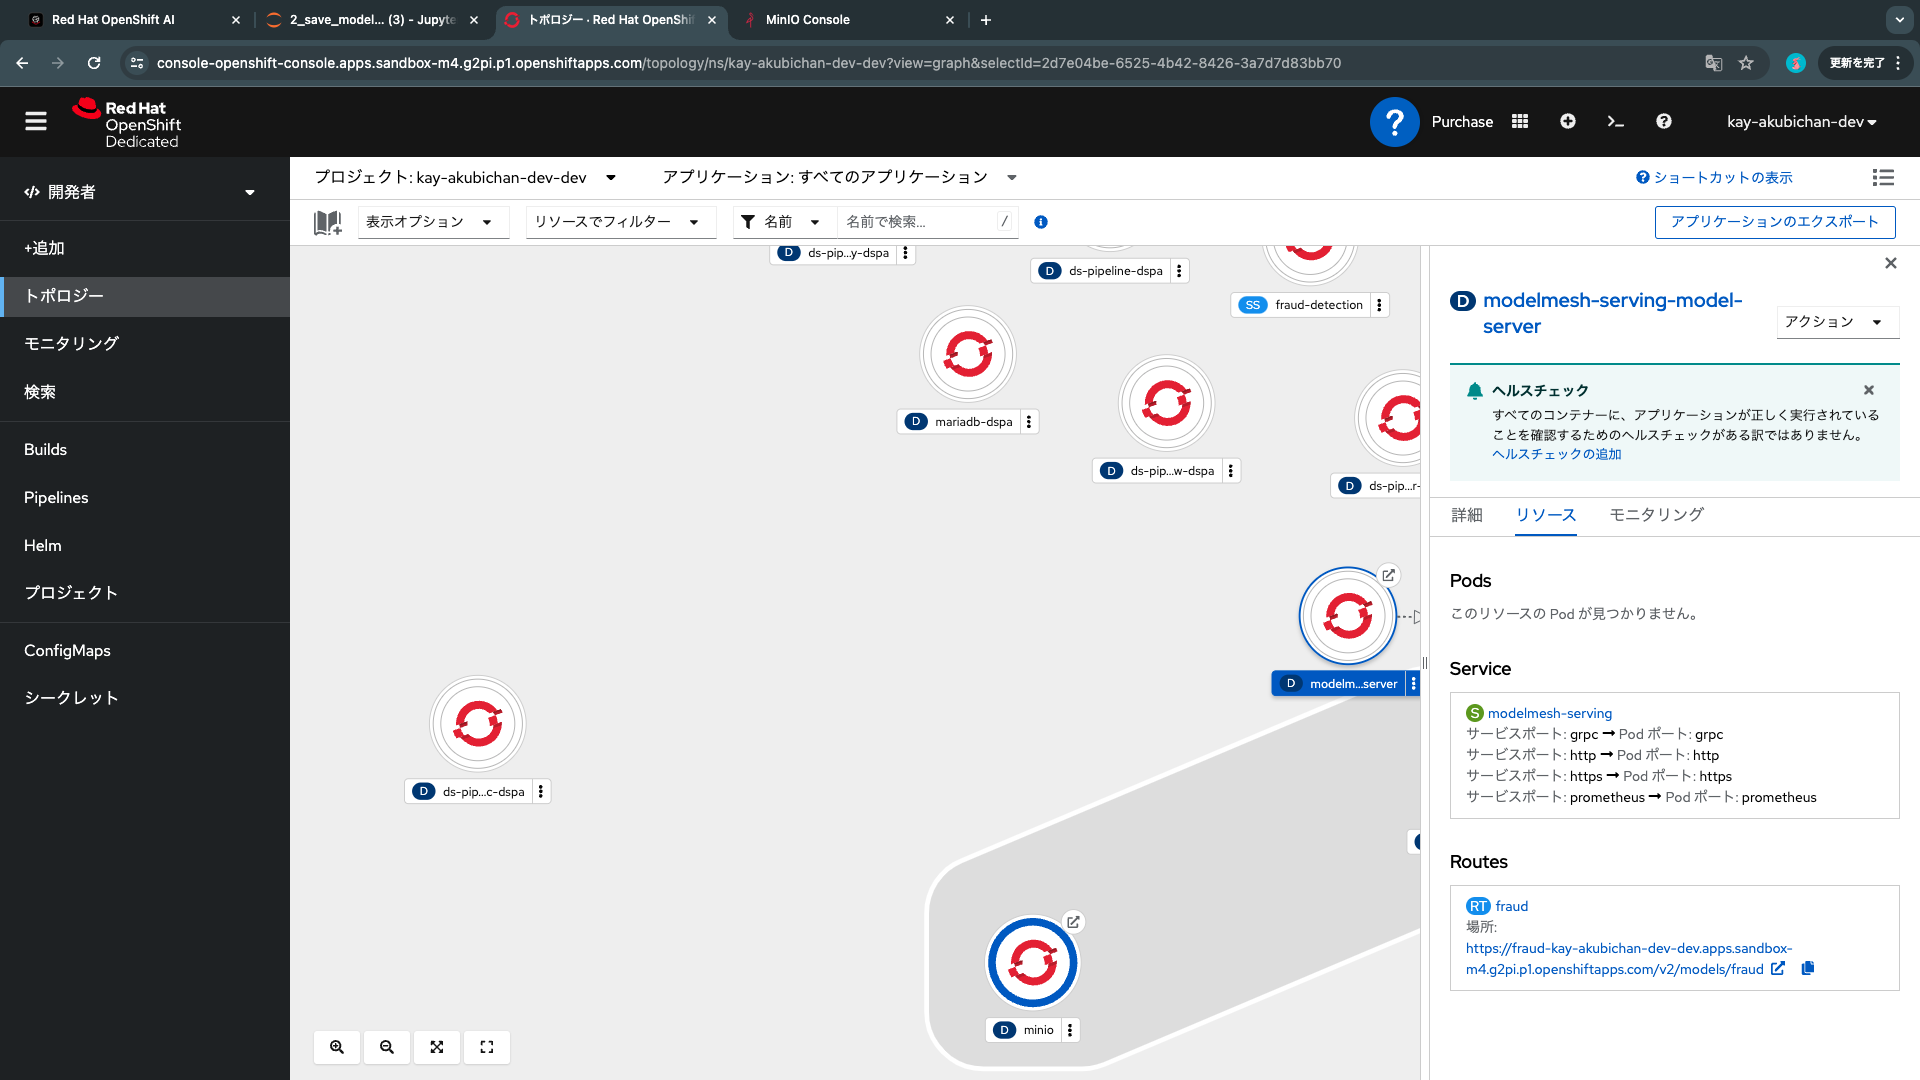 Red Hat OpenShift AI
2_save_model... (3) - Jupyte
トポロジー · Red Hat OpenShi
MinIO Console
console-openshift-console.apps.sandbox-m4.g2pi.p1.openshiftapps.com/topology/ns/kay-akubichan-dev-dev?view=graph&selectId=2d7e04be-6525-4b42-8426-3a7d7d83bb70
更新を完了
Red Hat
OpenShift
Dedicated
Purchase
kay-akubichan-dev
開発者
+追加
トポロジー
モニタリング
検索
Builds
Pipelines
Helm
プロジェクト
ConfigMaps
シークレット
プロジェクト: kay-akubichan-dev-dev
アプリケーション: すべてのアプリケーション
ショートカットの表示
表示オプション
リソースでフィルター
名前
名前で検索...
/
アプリケーションのエクスポート
D ds-pip...y-dspa
D ds-pipeline-dspa
SS fraud-detection
D mariadb-dspa
D ds-pip...w-dspa
D ds-pip...r-
D modelm...server
D ds-pip...c-dspa
D minio
D modelmesh-serving-model-
server
アクション
ヘルスチェック
すべてのコンテナーに、アプリケーションが正しく実行されている
ことを確認するためのヘルスチェックがある訳ではありません。
ヘルスチェックの追加
詳細
リソース
モニタリング
Pods
このリソースの Pod が見つかりません。
Service
S modelmesh-serving
サービスポート: grpc → Pod ポート: grpc
サービスポート: http → Pod ポート: http
サービスポート: https → Pod ポート: https
サービスポート: prometheus → Pod ポート: prometheus
Routes
RT fraud
場所:
https://fraud-kay-akubichan-dev-dev.apps.sandbox-
m4.g2pi.p1.openshiftapps.com/v2/models/fraud